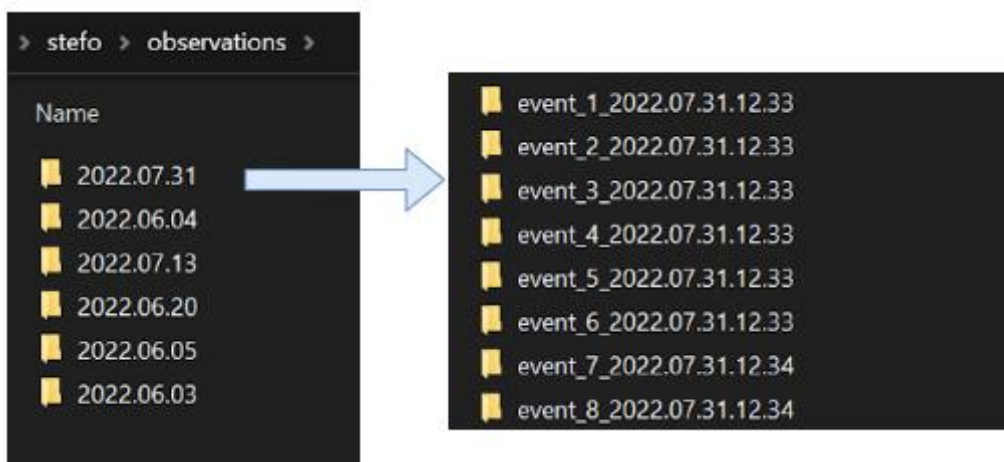 > stefo > observations >
Name
2022.07.31
2022.06.04
2022.07.13
2022.06.20
2022.06.05
2022.06.03
event_1_2022.07.31.12.33
event_2_2022.07.31.12.33
event_3_2022.07.31.12.33
event_4_2022.07.31.12.33
event_5_2022.07.31.12.33
event_6_2022.07.31.12.33
event_7_2022.07.31.12.34
event_8_2022.07.31.12.34